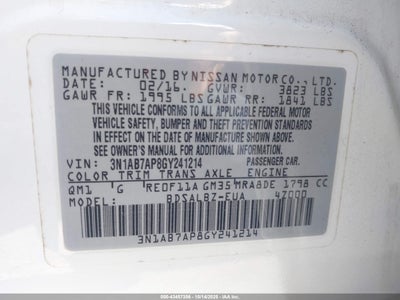 MANUFACTURED BY NISSAN MOTOR CO., LTD.
DATE: 02/16. GVWR: 3823 LBS
GAWR FR: 1995 LBS GAWR RR: 1841 LBS
THIS VEHICLE CONFORMS TO ALL APPLICABLE
FEDERAL MOTOR VEHICLE SAFETY, BUMPER AND THEFT
PREVENTION STANDARDS IN EFFECT ON THE DATE
OF MANUFACTURE SHOWN ABOVE.
SEE OWNERS MANUAL FOR
ADDITIONAL INFORMATION.
VIN: 3N1AB7AP8GY241214 PASSENGER CAR.
COLOR TRIM TRANS AXLE ENGINE
QM1 G RE0F11A GM35 MRA8DE 1798 CC
MODEL: BDSALBZ-EUA 4Z000
3N1AB7AP8GY241214